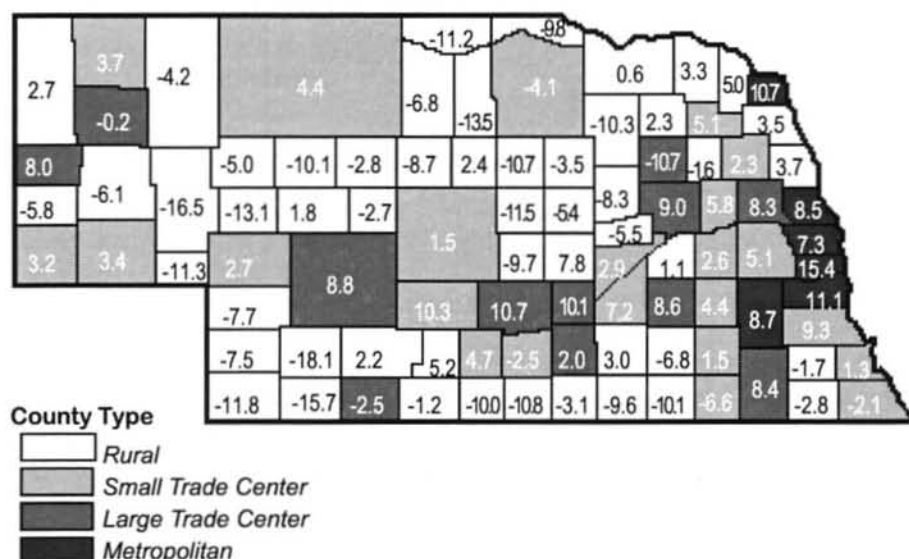 -11.2 -9.8
2.7 3.7 -4.2 4.4 -6.8 -13.5 -4.1 0.6 3.3 5.0 10.7
-0.2 -10.3 2.3 5.1 3.5
8.0 -6.1 -16.5 -5.0 -10.1 -2.8 -8.7 2.4 -10.7 -3.5 -10.7 -16 2.3 3.7
-5.8 -13.1 1.8 -2.7 1.5 -11.5 -5.4 -8.3 9.0 5.8 8.3 8.5
-5.5
3.2 3.4 -11.3 2.7 8.8 -9.7 7.8 2.9 1.1 2.6 5.1 7.3
15.4
-7.7 10.3 10.7 10.1 7.2 8.6 4.4 8.7 11.1
9.3
-7.5 -18.1 2.2 5.2 4.7 -2.5 2.0 3.0 -6.8 1.5 8.4 -1.7 1.3
-11.8 -15.7 -2.5 -1.2 -10.0 -10.8 -3.1 -9.6 -10.1 -6.6 -2.8 -2.1
County Type
Rural
Small Trade Center
Large Trade Center
Metropolitan